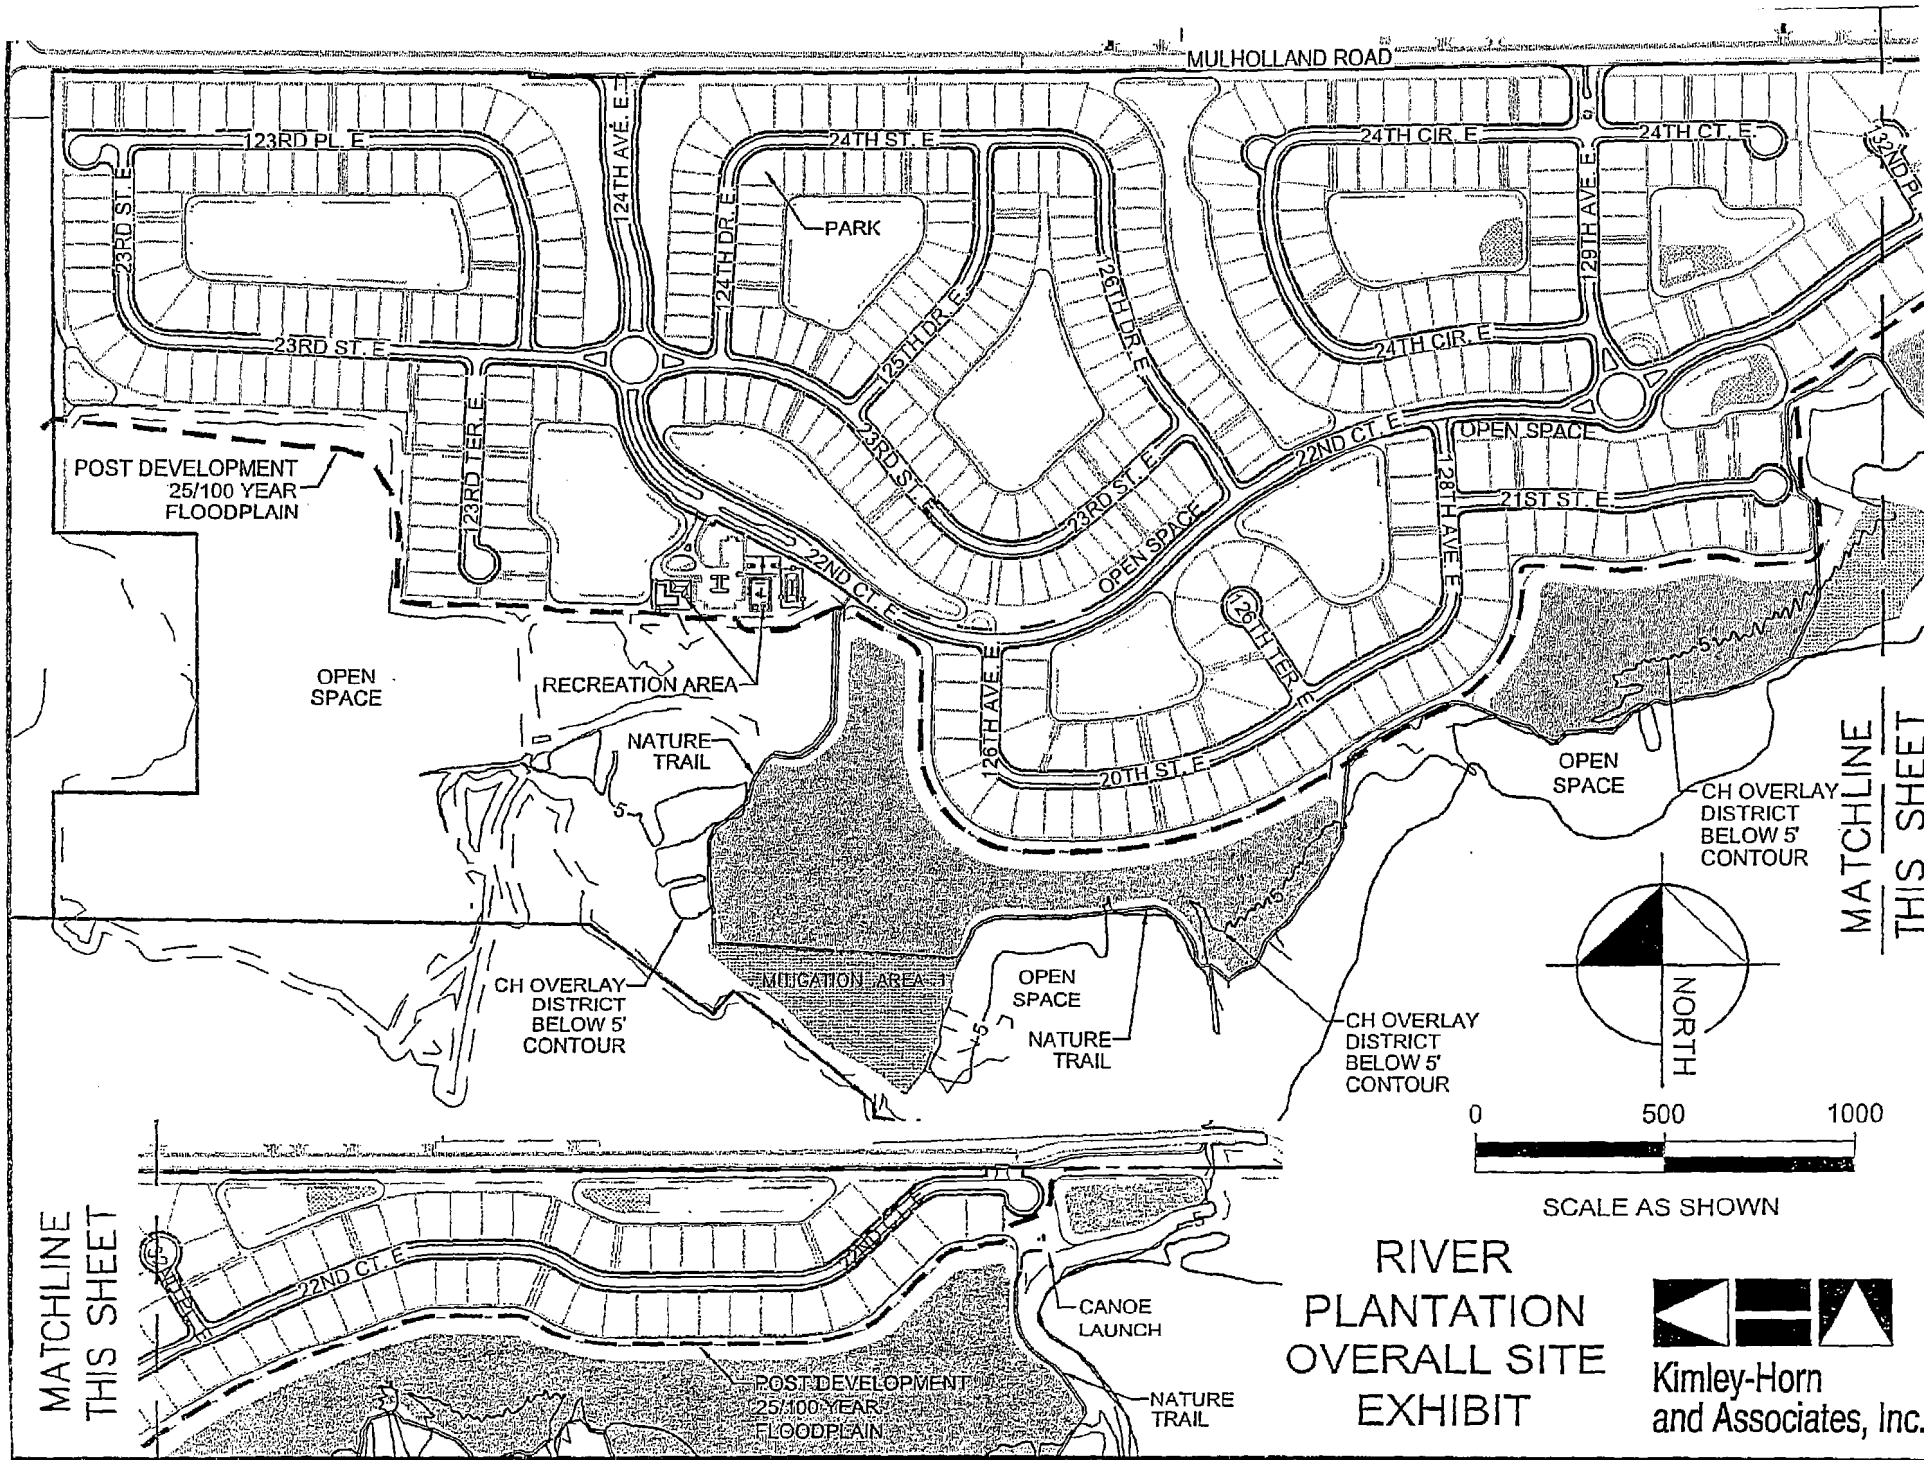 MULHOLLAND ROAD
123RD PL. E
124TH AVE. E
24TH ST. E
24TH CIR. E
24TH CT. E
23RD ST. E
124TH DR. E
PARK
126TH DR. E
129TH AVE. E
125TH DR. E
23RD ST. E
24TH CIR. E
22ND CT. E
OPEN SPACE
23RD TER. E
23RD ST. E
23RD ST. E
128TH AVE E
21ST ST. E
POST DEVELOPMENT
25/100 YEAR
FLOODPLAIN
22ND CT. E
OPEN SPACE
126TH TER E
126TH AVE. E
20TH ST. E
OPEN
SPACE
RECREATION AREA
NATURE
TRAIL
5
5
OPEN
SPACE
CH OVERLAY
DISTRICT
BELOW 5'
CONTOUR
MATCHLINE
THIS SHEET
5
MITIGATION AREA 1
CH OVERLAY
DISTRICT
BELOW 5'
CONTOUR
OPEN
SPACE
5
NATURE
TRAIL
CH OVERLAY
DISTRICT
BELOW 5'
CONTOUR
NORTH
0 500 1000
SCALE AS SHOWN
MATCHLINE
THIS SHEET
22ND CT. E
5
CANOE
LAUNCH
POST DEVELOPMENT
25/100 YEAR
FLOODPLAIN
NATURE
TRAIL
RIVER
PLANTATION
OVERALL SITE
EXHIBIT
Kimley-Horn
and Associates, Inc.